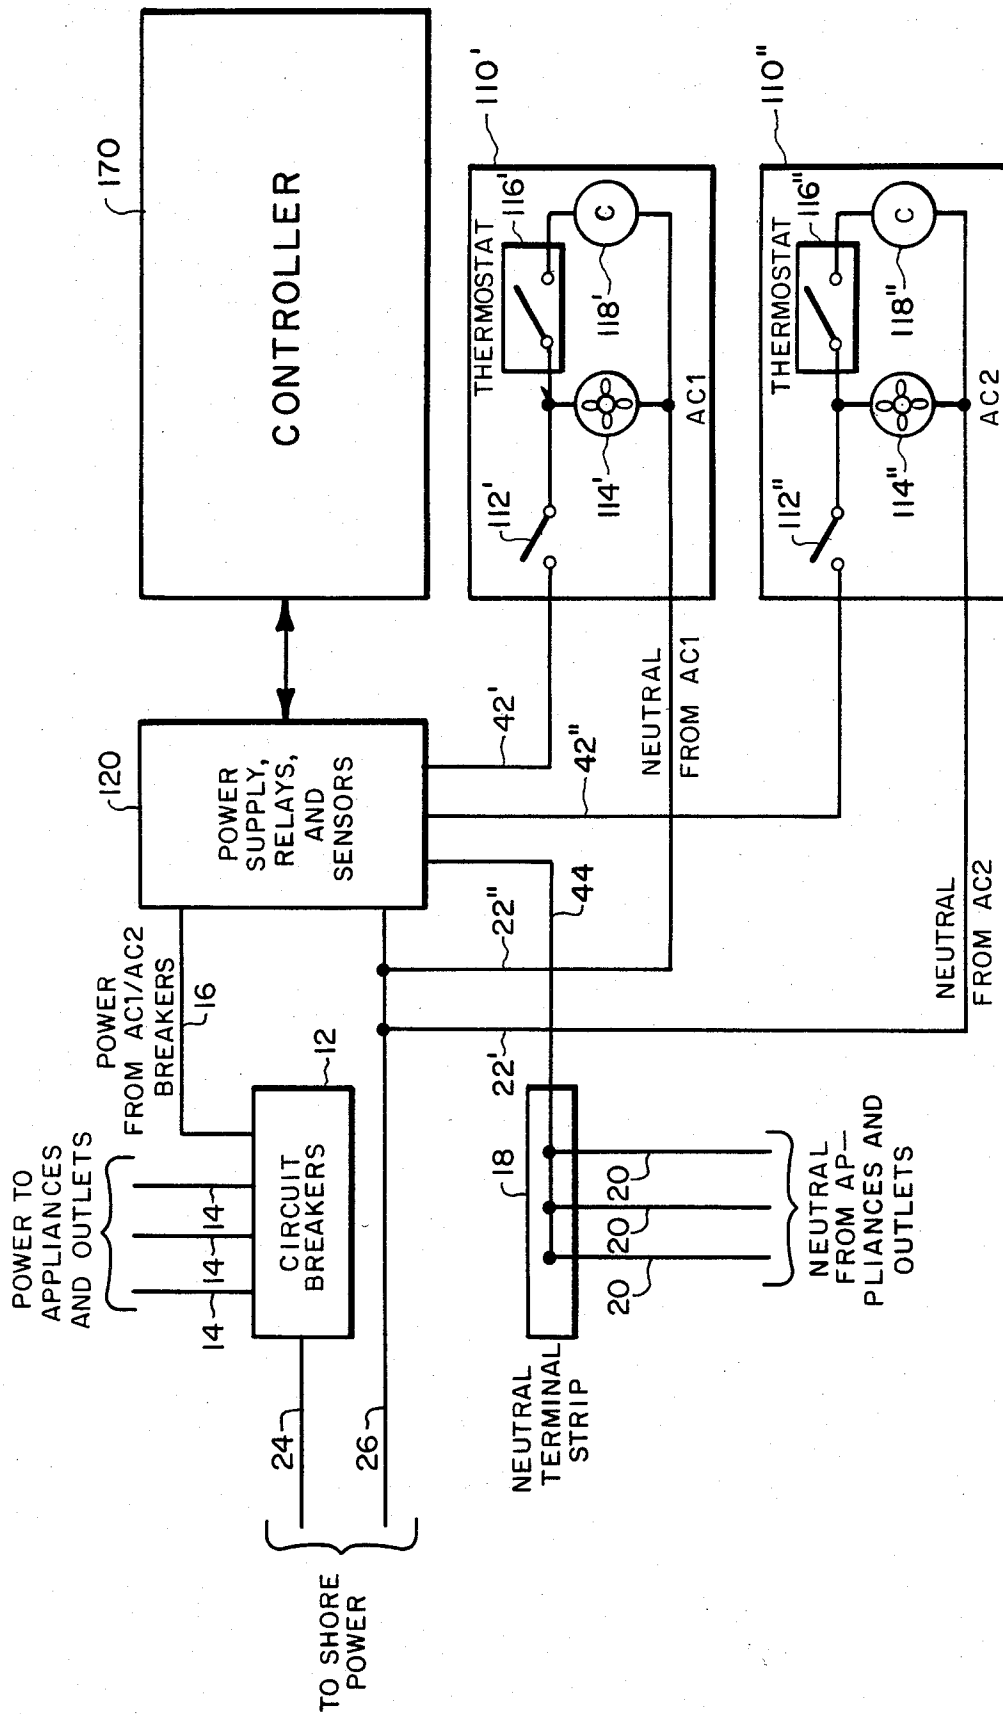 170
CONTROLLER
120
POWER
SUPPLY,
RELAYS,
AND
SENSORS
POWER
FROM AC1/AC2
BREAKERS
16
POWER TO
APPLIANCES
AND OUTLETS
14
14
14
12
CIRCUIT
BREAKERS
24
26
TO SHORE
POWER
NEUTRAL
TERMINAL
STRIP
18
20
20
20
NEUTRAL
FROM AP-
PLIANCES AND
OUTLETS
22'
22"
44
42'
42"
NEUTRAL
FROM AC1
NEUTRAL
FROM AC2
110'
THERMOSTAT
116'
112'
C
118'
114'
AC1
110"
THERMOSTAT
116"
112"
C
118"
114"
AC2